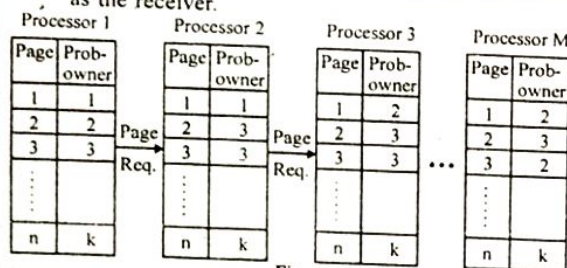 as the receiver.
Processor 1
Page Prob-owner
1 1
2 2
3 3
n k
Page
Req.
Processor 2
Page Prob-owner
1 1
2 3
3 3
n k
Page
Req.
Processor 3
Page Prob-owner
1 2
2 3
3 3
n k
...
Processor M
Page Prob-owner
1 2
2 3
3 2
n k